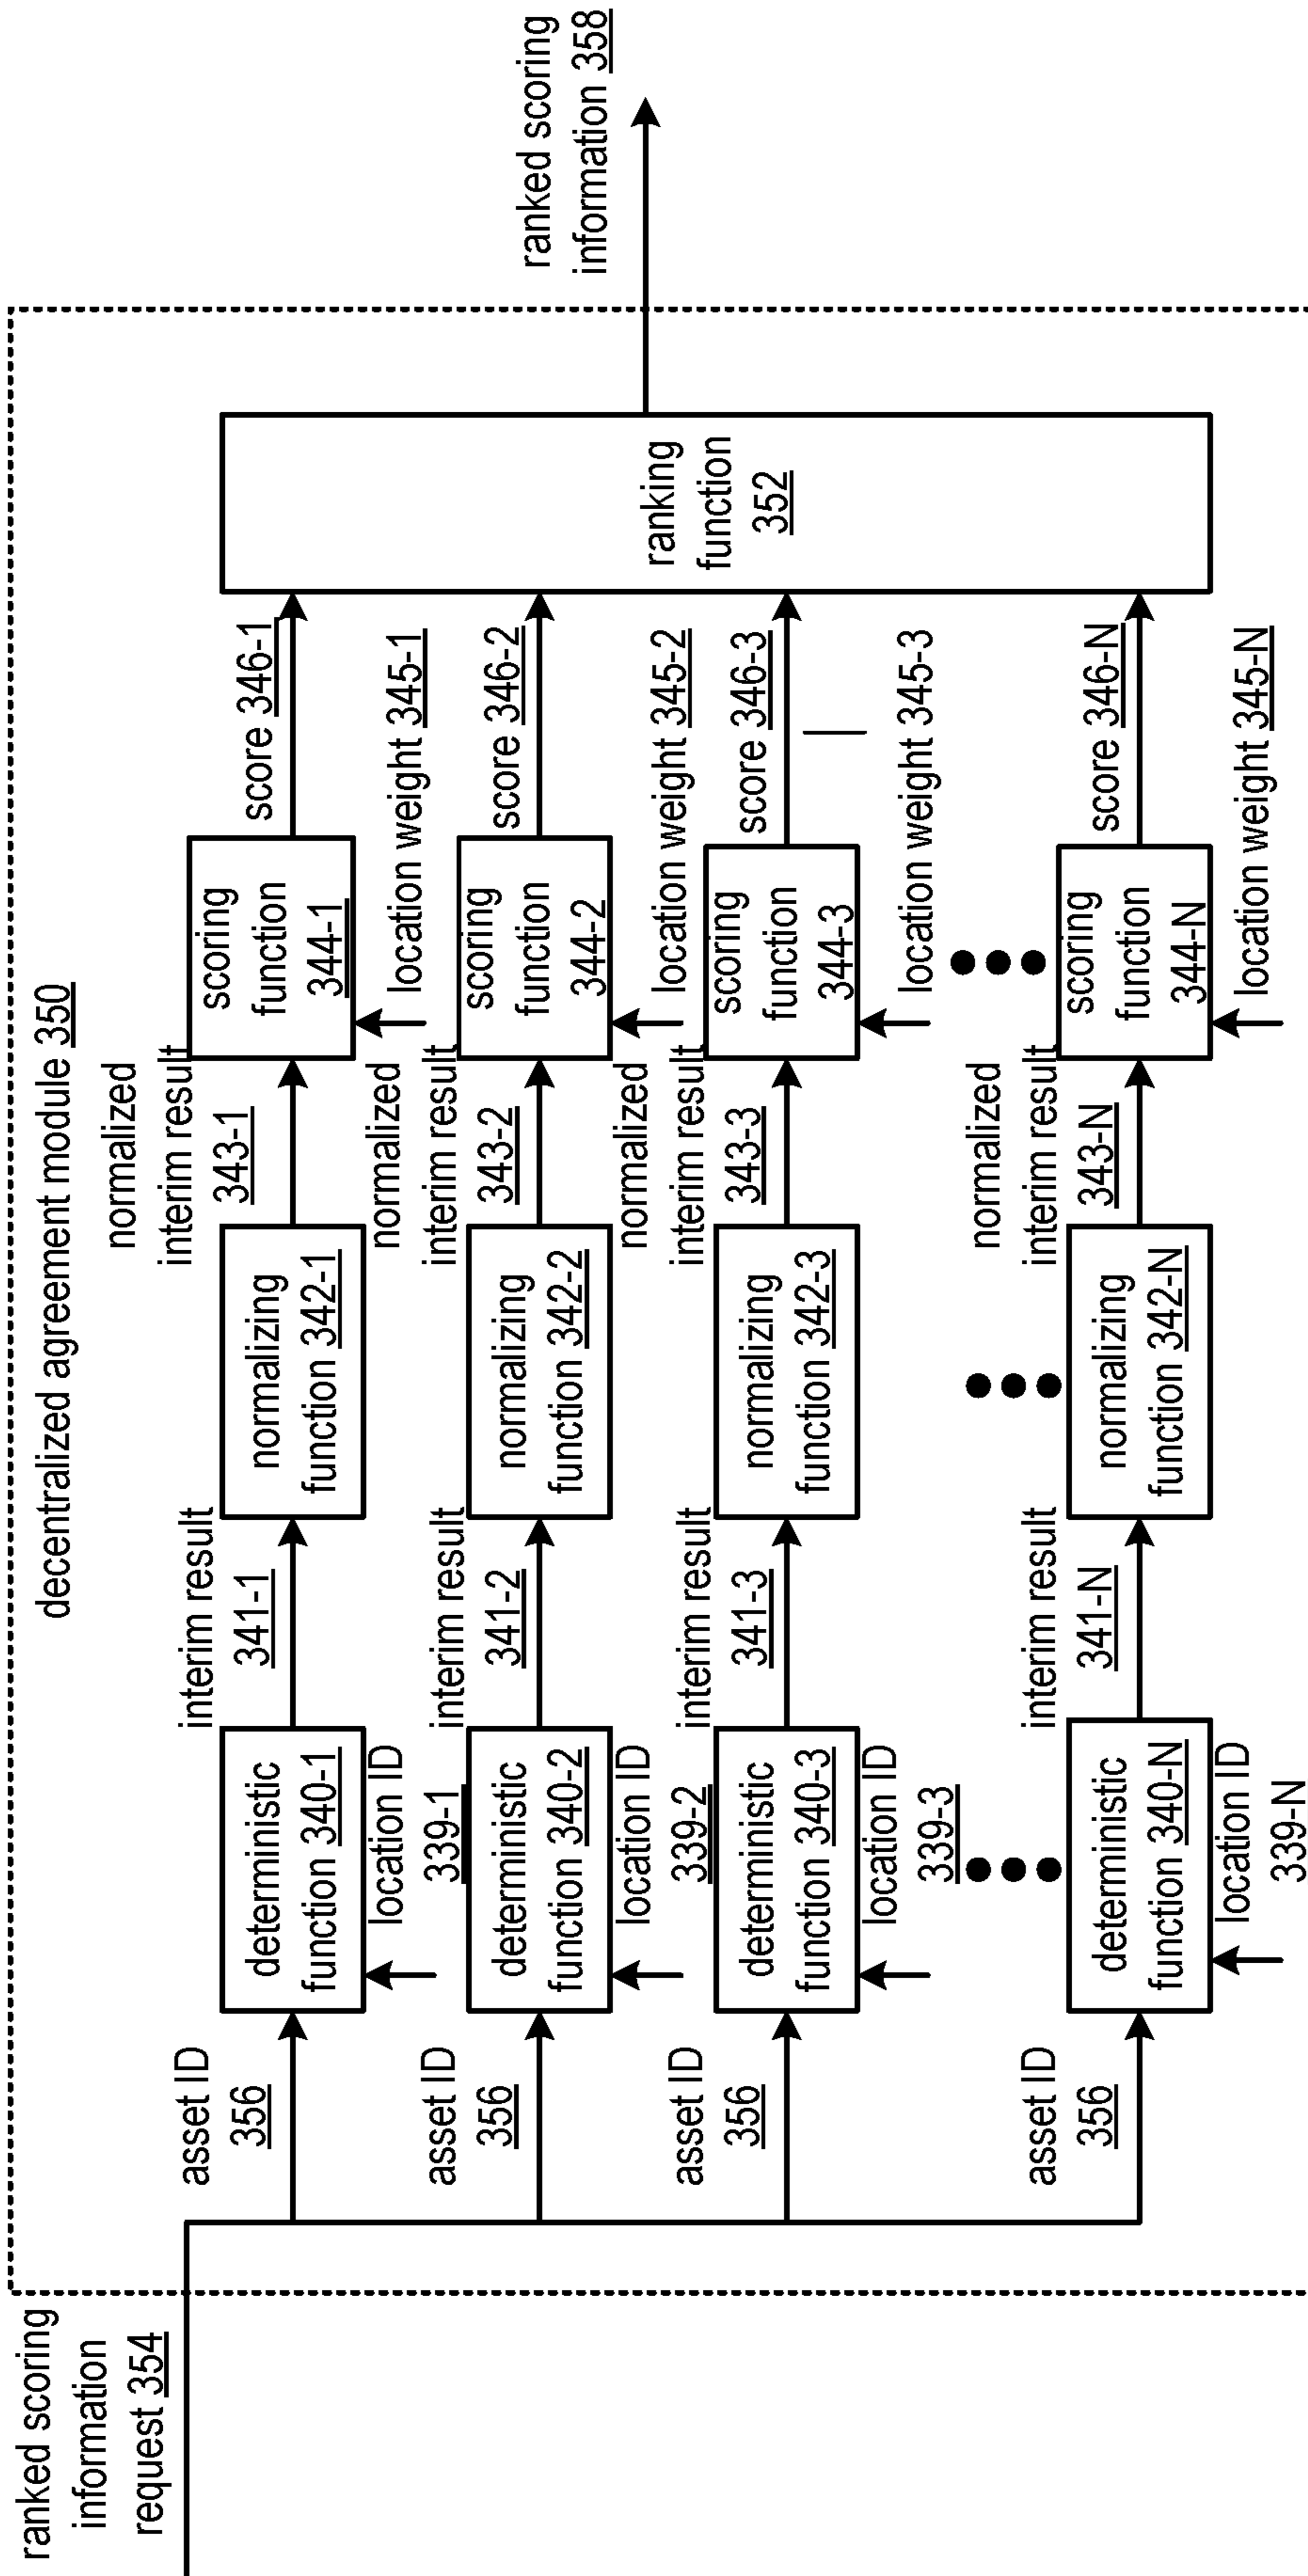 ranked scoring
information
request 354
decentralized agreement module 350
asset ID
356
deterministic
function 340-1
location ID
339-1
interim result
341-1
normalizing
function 342-1
normalized
interim result
343-1
scoring
function
344-1
location weight 345-1
score 346-1
asset ID
356
deterministic
function 340-2
location ID
339-2
interim result
341-2
normalizing
function 342-2
normalized
interim result
343-2
scoring
function
344-2
location weight 345-2
score 346-2
asset ID
356
deterministic
function 340-3
location ID
339-3
interim result
341-3
normalizing
function 342-3
normalized
interim result
343-3
scoring
function
344-3
location weight 345-3
score 346-3
asset ID
356
deterministic
function 340-N
location ID
339-N
interim result
341-N
normalizing
function 342-N
normalized
interim result
343-N
scoring
function
344-N
location weight 345-N
score 346-N
ranking
function
352
ranked scoring
information 358